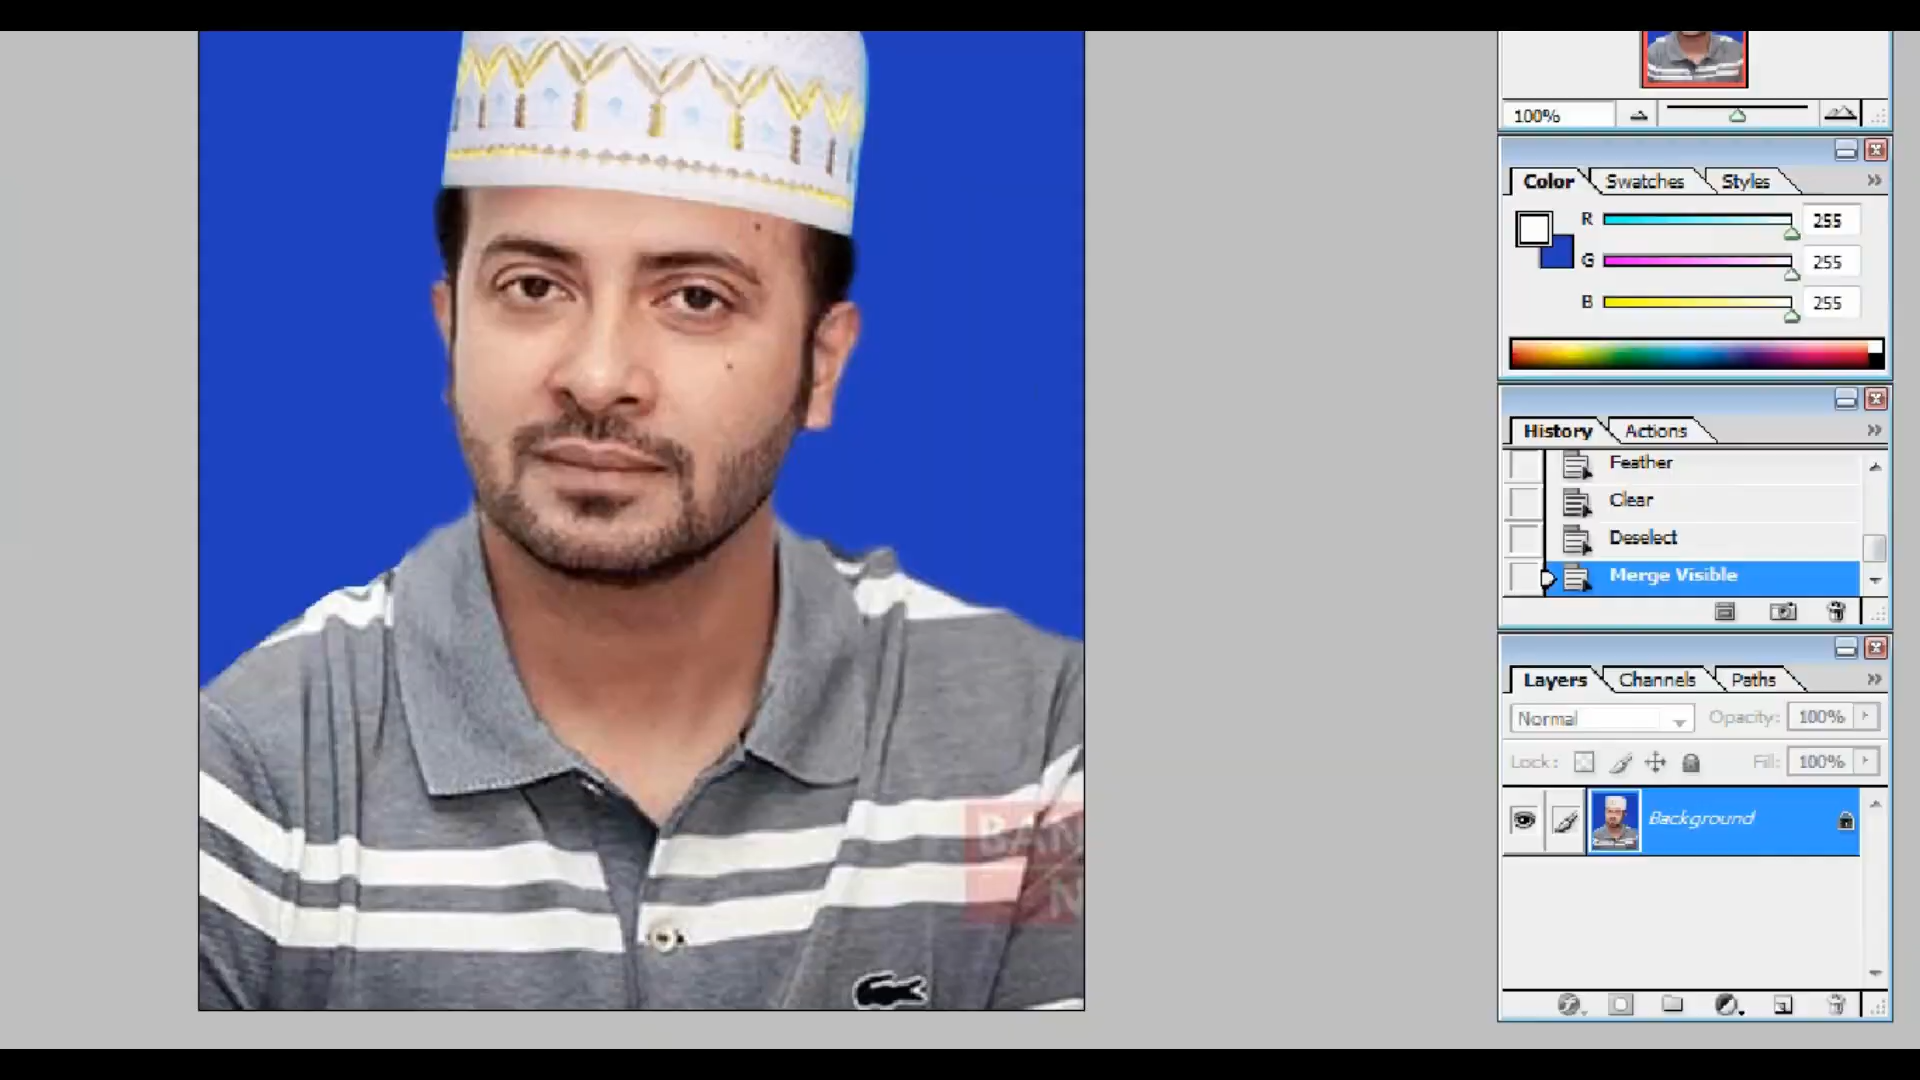 100%
Color Swatches Styles
R 255
G 255
B 255
History Actions
Feather
Clear
Deselect
Merge Visible
Layers Channels Paths
Normal Opacity: 100%
Lock: Fill: 100%
Background
BAN
N